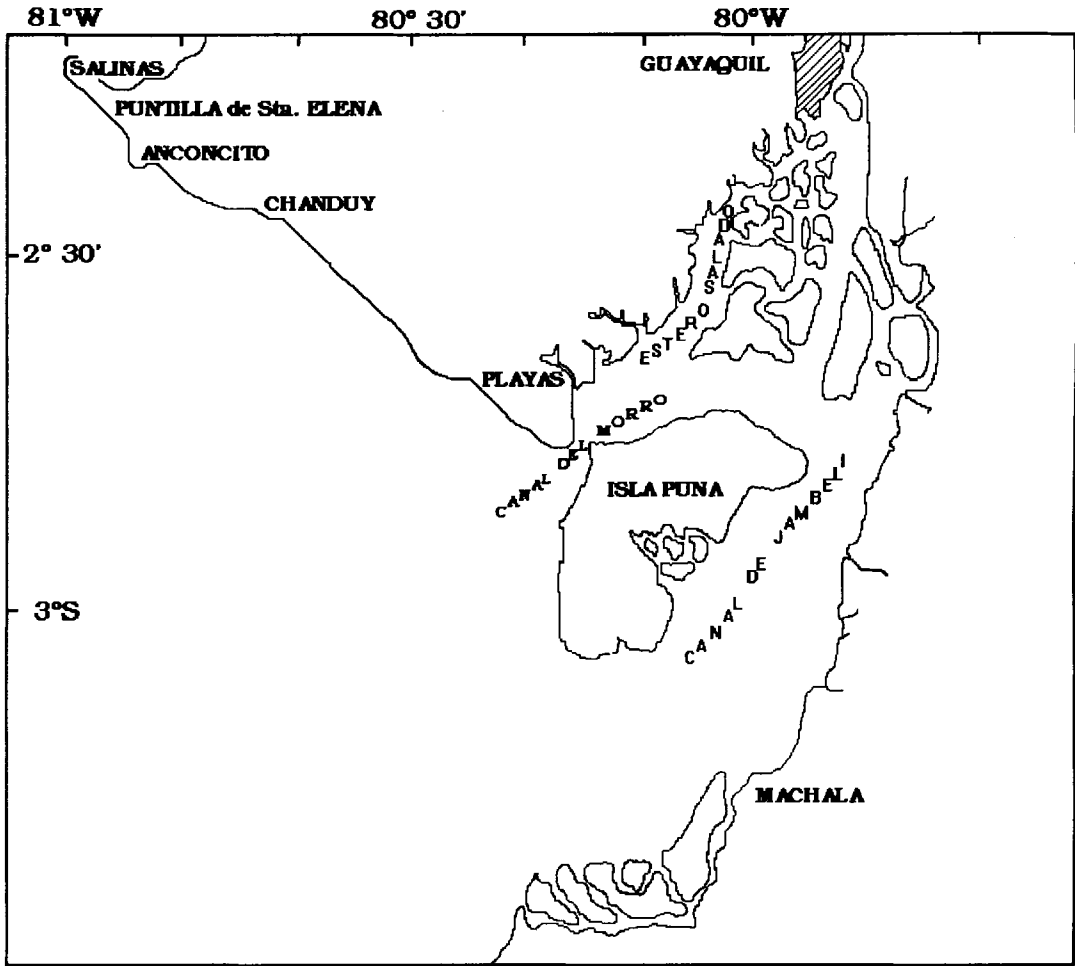 81°W
80° 30'
80°W
SALINAS
GUAYAQUIL
PUNTILLA de Sta. ELENA
ANCONCITO
CHANDUY
2° 30'
ESTERO SALADO
PLAYAS
CANAL DEL MORRO
ISLA PUNA
CANAL DE JAMBELI
3°S
MACHALA